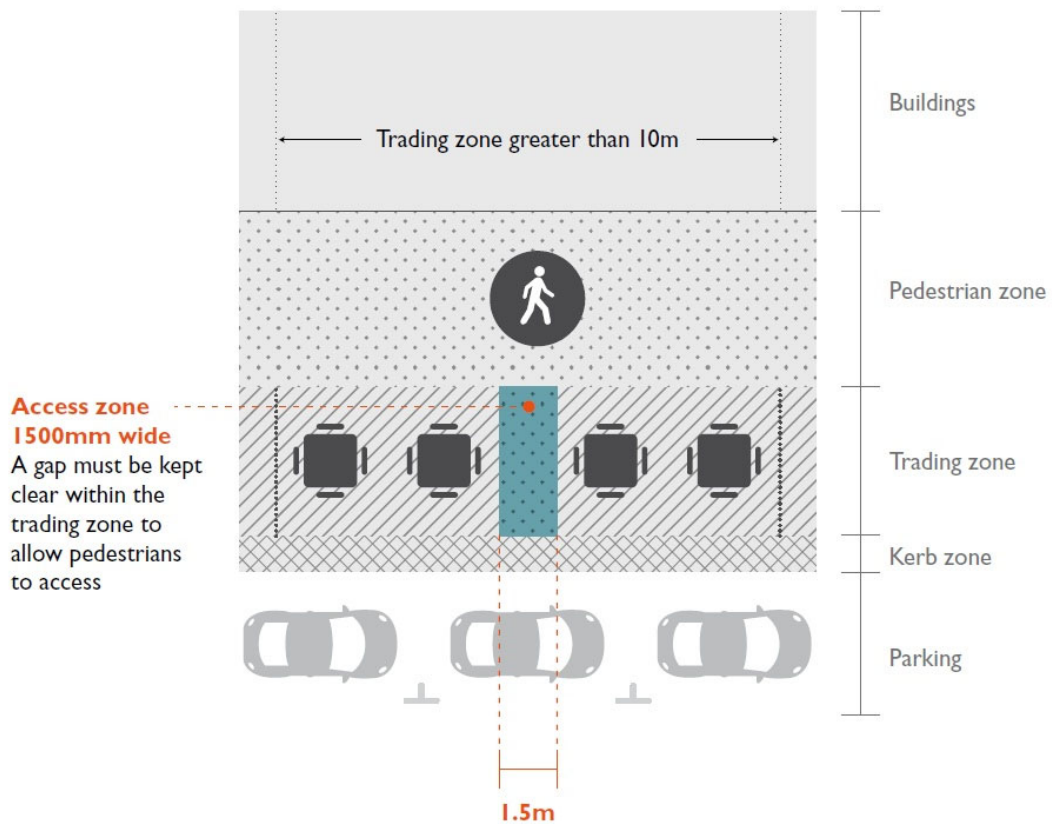 Buildings
Trading zone greater than 10m
Pedestrian zone
Access zone
1500mm wide
A gap must be kept
clear within the
trading zone to
allow pedestrians
to access
Trading zone
Kerb zone
Parking
1.5m